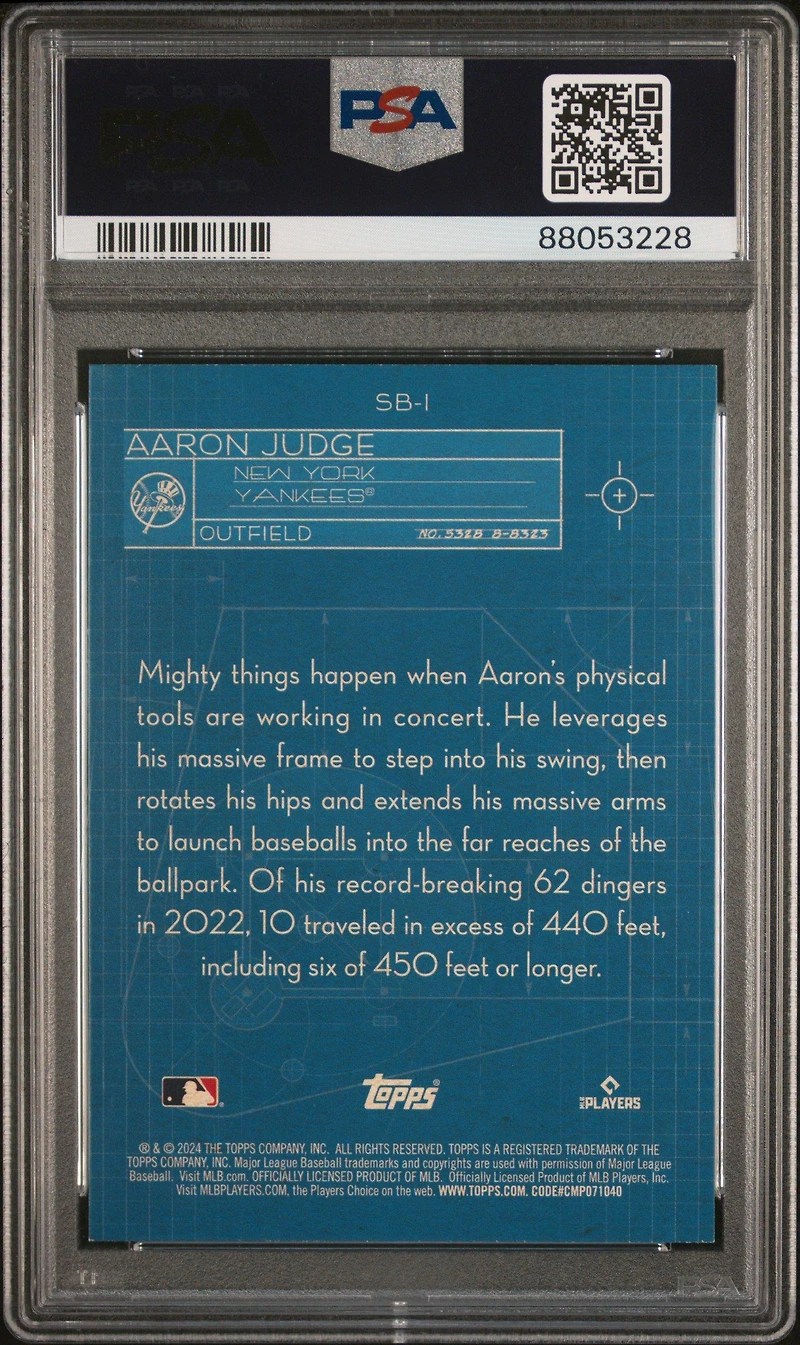 PSA
88053228
SB-1
AARON JUDGE
NEW YORK
YANKEES®
Yankees
OUTFIELD
NO. 532B B-8323
Mighty things happen when Aaron's physical
tools are working in concert. He leverages
his massive frame to step into his swing, then
rotates his hips and extends his massive arms
to launch baseballs into the far reaches of the
ballpark. Of his record-breaking 62 dingers
in 2022, 10 traveled in excess of 440 feet,
including six of 450 feet or longer.
topps®
MLB PLAYERS
® & © 2024 THE TOPPS COMPANY, INC. ALL RIGHTS RESERVED. TOPPS IS A REGISTERED TRADEMARK OF THE
TOPPS COMPANY, INC. Major League Baseball trademarks and copyrights are used with permission of Major League
Baseball. Visit MLB.com. OFFICIALLY LICENSED PRODUCT OF MLB. Officially Licensed Product of MLB Players, Inc.
Visit MLBPLAYERS.COM, the Players Choice on the web. WWW.TOPPS.COM. CODE#CMP071040
PSA